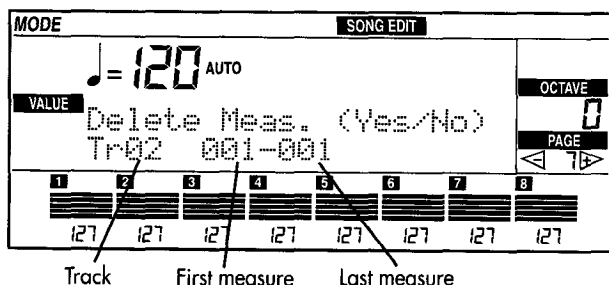 MODE SONG EDIT
♩=120 AUTO
OCTAVE
0
VALUE
Delete Meas. (Yes/No)
Tr02 001-001
PAGE
- 7 +
1 2 3 4 5 6 7 8
127 127 127 127 127 127 127 127
Track First measure Last measure